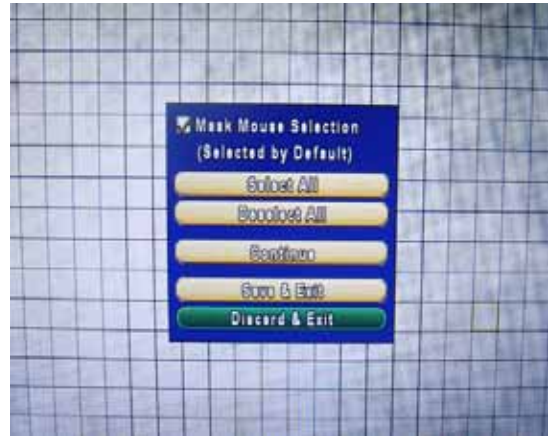 Mask Mouse Selection
(Selected by Default)
Select All
Deselect All
Continue
Save & Exit
Discard & Exit